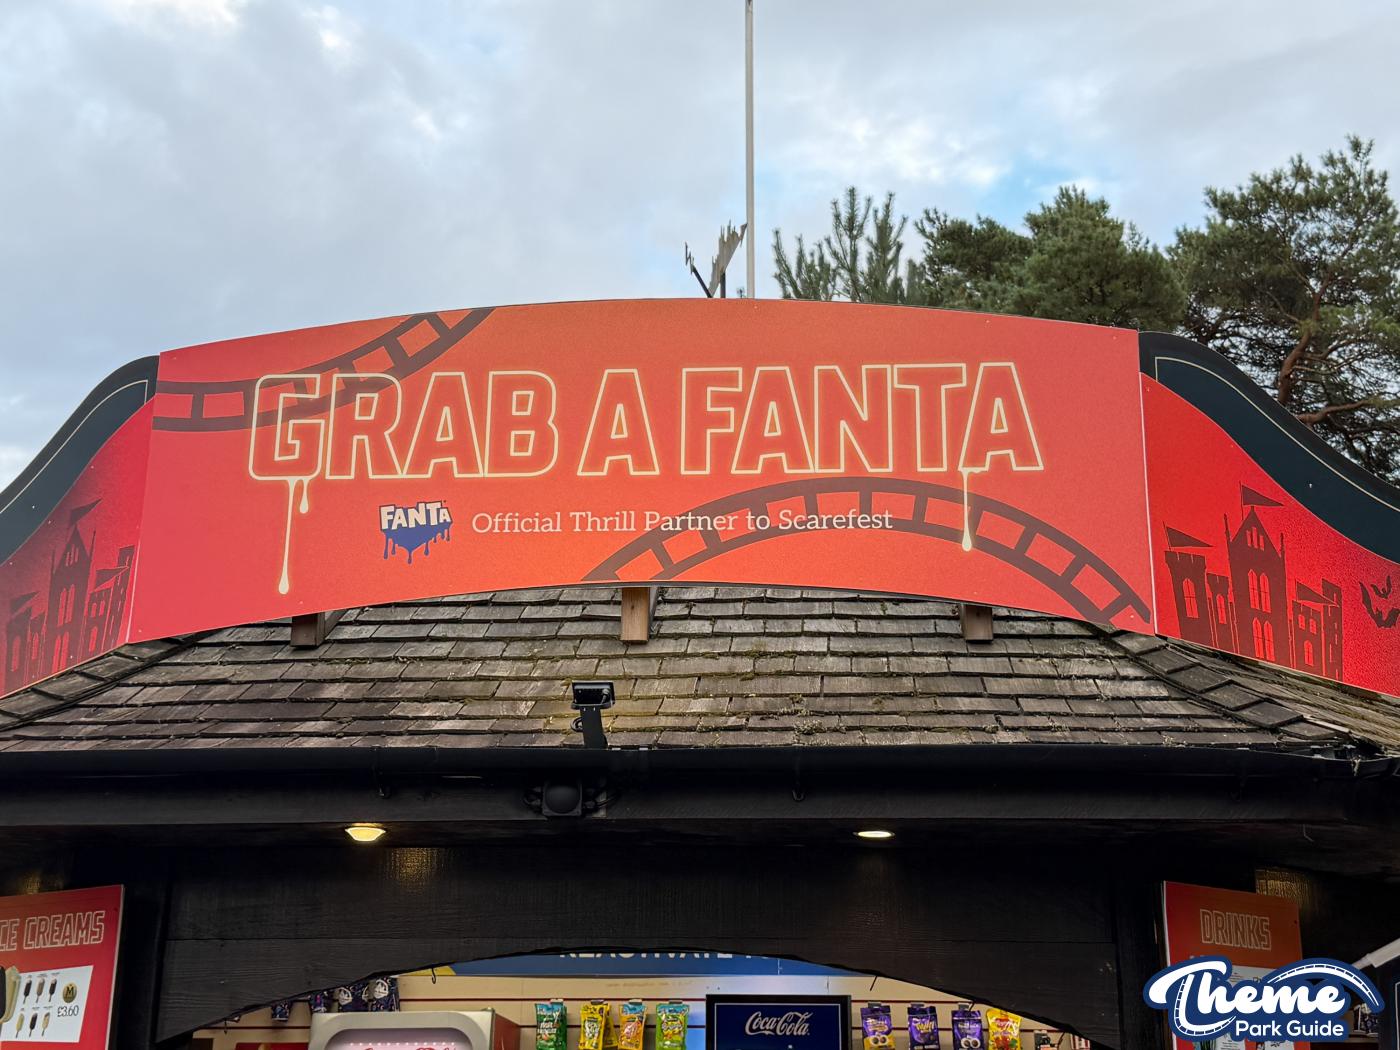 GRAB A FANTA
FANTA
Official Thrill Partner to Scarefest
CE CREAMS
£3.60
DRINKS
Coca-Cola
Theme
Park Guide